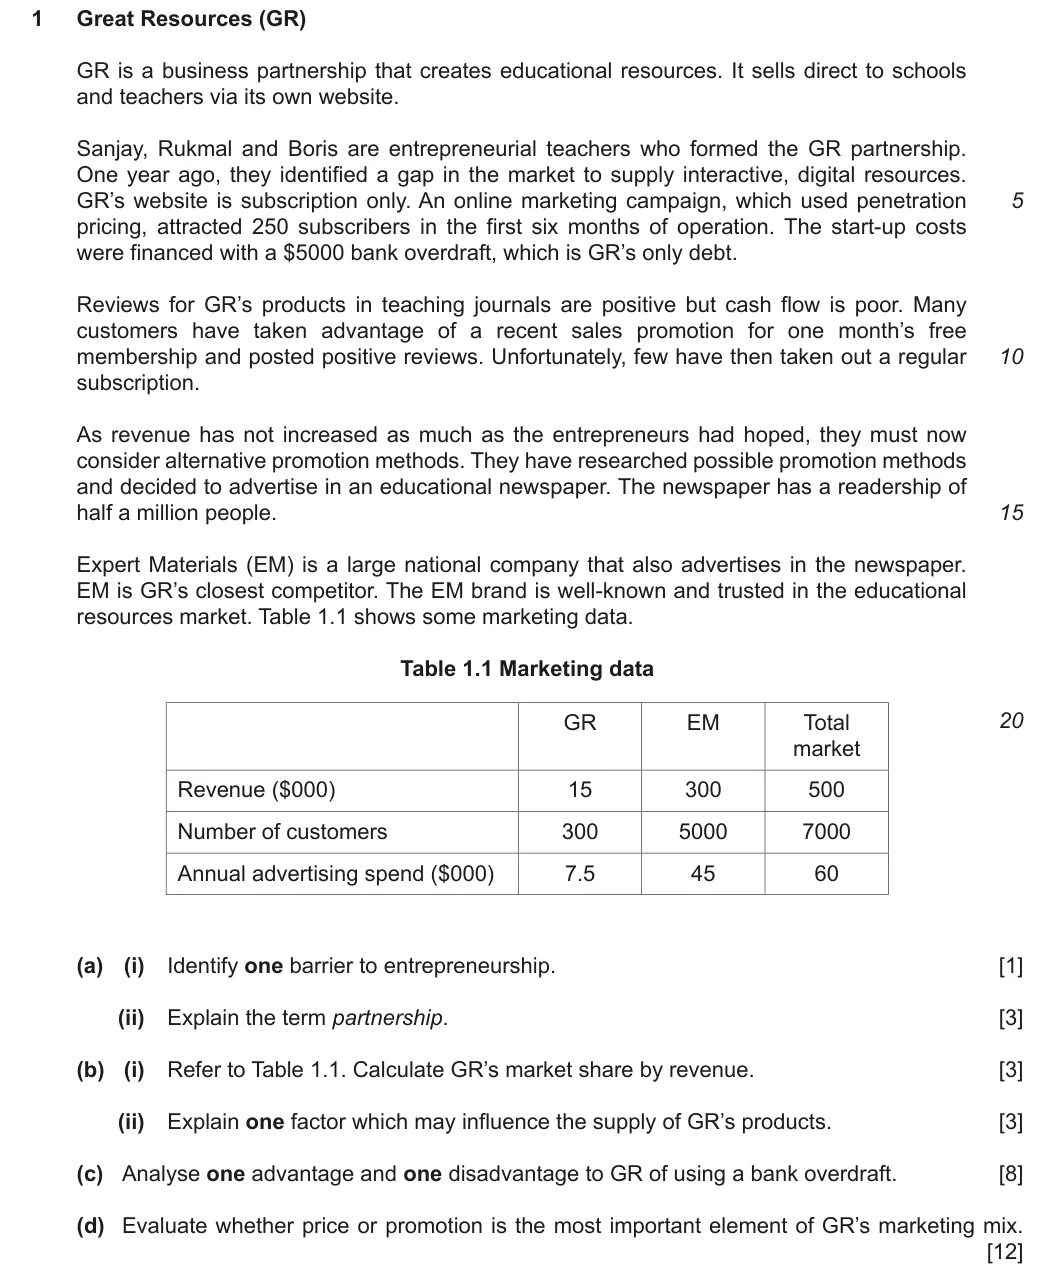 1 Great Resources (GR)
GR is a business partnership that creates educational resources. It sells direct to schools
and teachers via its own website.
Sanjay, Rukmal and Boris are entrepreneurial teachers who formed the GR partnership.
One year ago, they identified a gap in the market to supply interactive, digital resources.
GR's website is subscription only. An online marketing campaign, which used penetration 5
pricing, attracted 250 subscribers in the first six months of operation. The start-up costs
were financed with a $5000 bank overdraft, which is GR's only debt.
Reviews for GR's products in teaching journals are positive but cash flow is poor. Many
customers have taken advantage of a recent sales promotion for one month's free
membership and posted positive reviews. Unfortunately, few have then taken out a regular 10
subscription.
As revenue has not increased as much as the entrepreneurs had hoped, they must now
consider alternative promotion methods. They have researched possible promotion methods
and decided to advertise in an educational newspaper. The newspaper has a readership of
half a million people. 15
Expert Materials (EM) is a large national company that also advertises in the newspaper.
EM is GR's closest competitor. The EM brand is well-known and trusted in the educational
resources market. Table 1.1 shows some marketing data.
Table 1.1 Marketing data
GR EM Total 20
market
Revenue ($000) 15 300 500
Number of customers 300 5000 7000
Annual advertising spend ($000) 7.5 45 60
(a) (i) Identify one barrier to entrepreneurship. [1]
(ii) Explain the term partnership. [3]
(b) (i) Refer to Table 1.1. Calculate GR's market share by revenue. [3]
(ii) Explain one factor which may influence the supply of GR's products. [3]
(c) Analyse one advantage and one disadvantage to GR of using a bank overdraft. [8]
(d) Evaluate whether price or promotion is the most important element of GR's marketing mix.
[12]